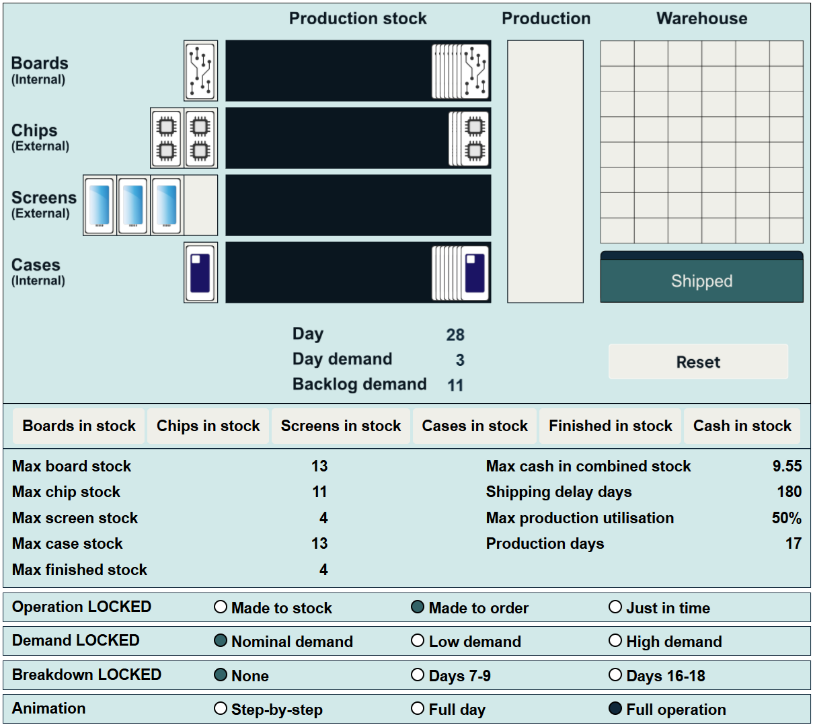 Production stock Production Warehouse
Boards
(Internal)
Chips
(External)
Screens
(External)
Cases
(Internal)
Shipped
Day 28
Day demand 3
Backlog demand 11
Reset
Boards in stock Chips in stock Screens in stock Cases in stock Finished in stock Cash in stock
Max board stock 13 Max cash in combined stock 9.55
Max chip stock 11 Shipping delay days 180
Max screen stock 4 Max production utilisation 50%
Max case stock 13 Production days 17
Max finished stock 4
Operation LOCKED Made to stock Made to order Just in time
Demand LOCKED Nominal demand Low demand High demand
Breakdown LOCKED None Days 7-9 Days 16-18
Animation Step-by-step Full day Full operation